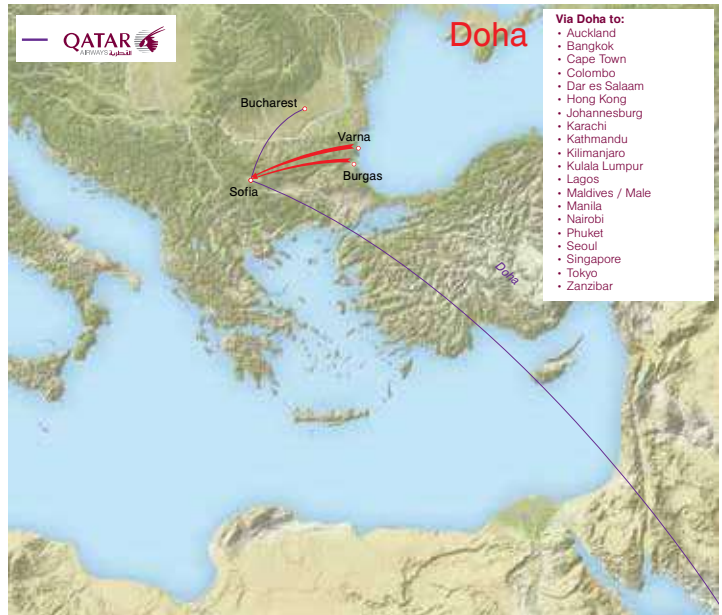 QATAR
AIRWAYS القطرية
Doha
Via Doha to:
• Auckland
• Bangkok
• Cape Town
• Colombo
• Dar es Salaam
• Hong Kong
• Johannesburg
• Karachi
• Kathmandu
• Kilimanjaro
• Kulala Lumpur
• Lagos
• Maldives / Male
• Manila
• Nairobi
• Phuket
• Seoul
• Singapore
• Tokyo
• Zanzibar
Bucharest
Varna
Burgas
Sofia
Doha